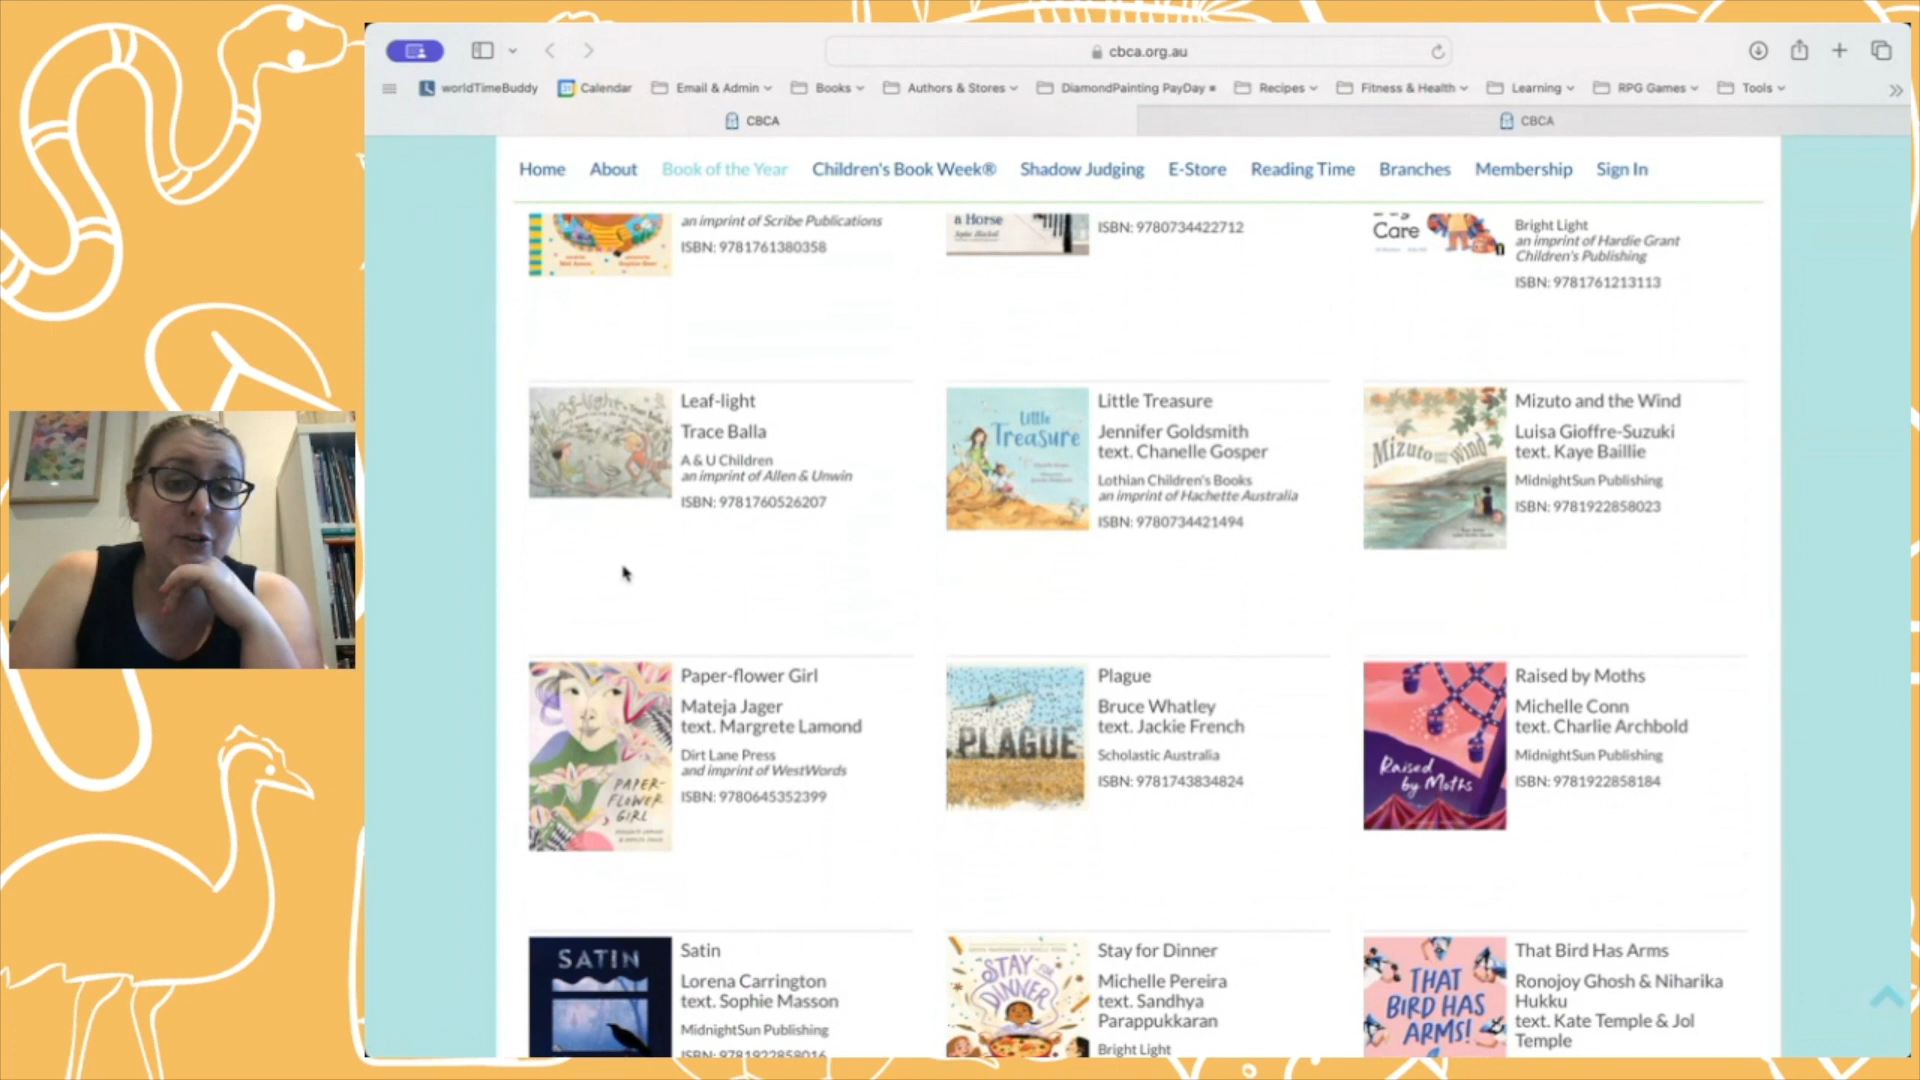 cbca.org.au
worldTimeBuddy
Calendar
Email & Admin
Books
Authors & Stores
DiamondPainting PayDay
Recipes
Fitness & Health
Learning
RPG Games
Tools
CBCA
CBCA
Home
About
Book of the Year
Children's Book Week®
Shadow Judging
E-Store
Reading Time
Branches
Membership
Sign In
an imprint of Scribe Publications
ISBN: 9781761380358
a Horse
ISBN: 9780734422712
Care
Bright Light
an imprint of Hardie Grant
Children's Publishing
ISBN: 9781761213113
Leaf-light
Leaf-light
Trace Balla
A & U Children
an imprint of Allen & Unwin
ISBN: 9781760526207
Little
Treasure
Little Treasure
Jennifer Goldsmith
text. Chanelle Gosper
Lothian Children's Books
an imprint of Hachette Australia
ISBN: 9780734421494
Mizuto and the Wind
Mizuto and the Wind
Luisa Gioffre-Suzuki
text. Kaye Baillie
MidnightSun Publishing
ISBN: 9781922858023
PAPER-
FLOWER
GIRL
Paper-flower Girl
Mateja Jager
text. Margrete Lamond
Dirt Lane Press
and imprint of WestWords
ISBN: 9780645352399
PLAGUE
Plague
Bruce Whatley
text. Jackie French
Scholastic Australia
ISBN: 9781743834824
Raised
by Moths
Raised by Moths
Michelle Conn
text. Charlie Archbold
MidnightSun Publishing
ISBN: 9781922858184
SATIN
Satin
Lorena Carrington
text. Sophie Masson
MidnightSun Publishing
ISBN: 9781922858016
STAY
FOR
DINNER
Stay for Dinner
Michelle Pereira
text. Sandhya
Parappukkaran
Bright Light
THAT
BIRD HAS
ARMS!
That Bird Has Arms
Ronojoy Ghosh & Niharika
Hukku
text. Kate Temple & Jol
Temple